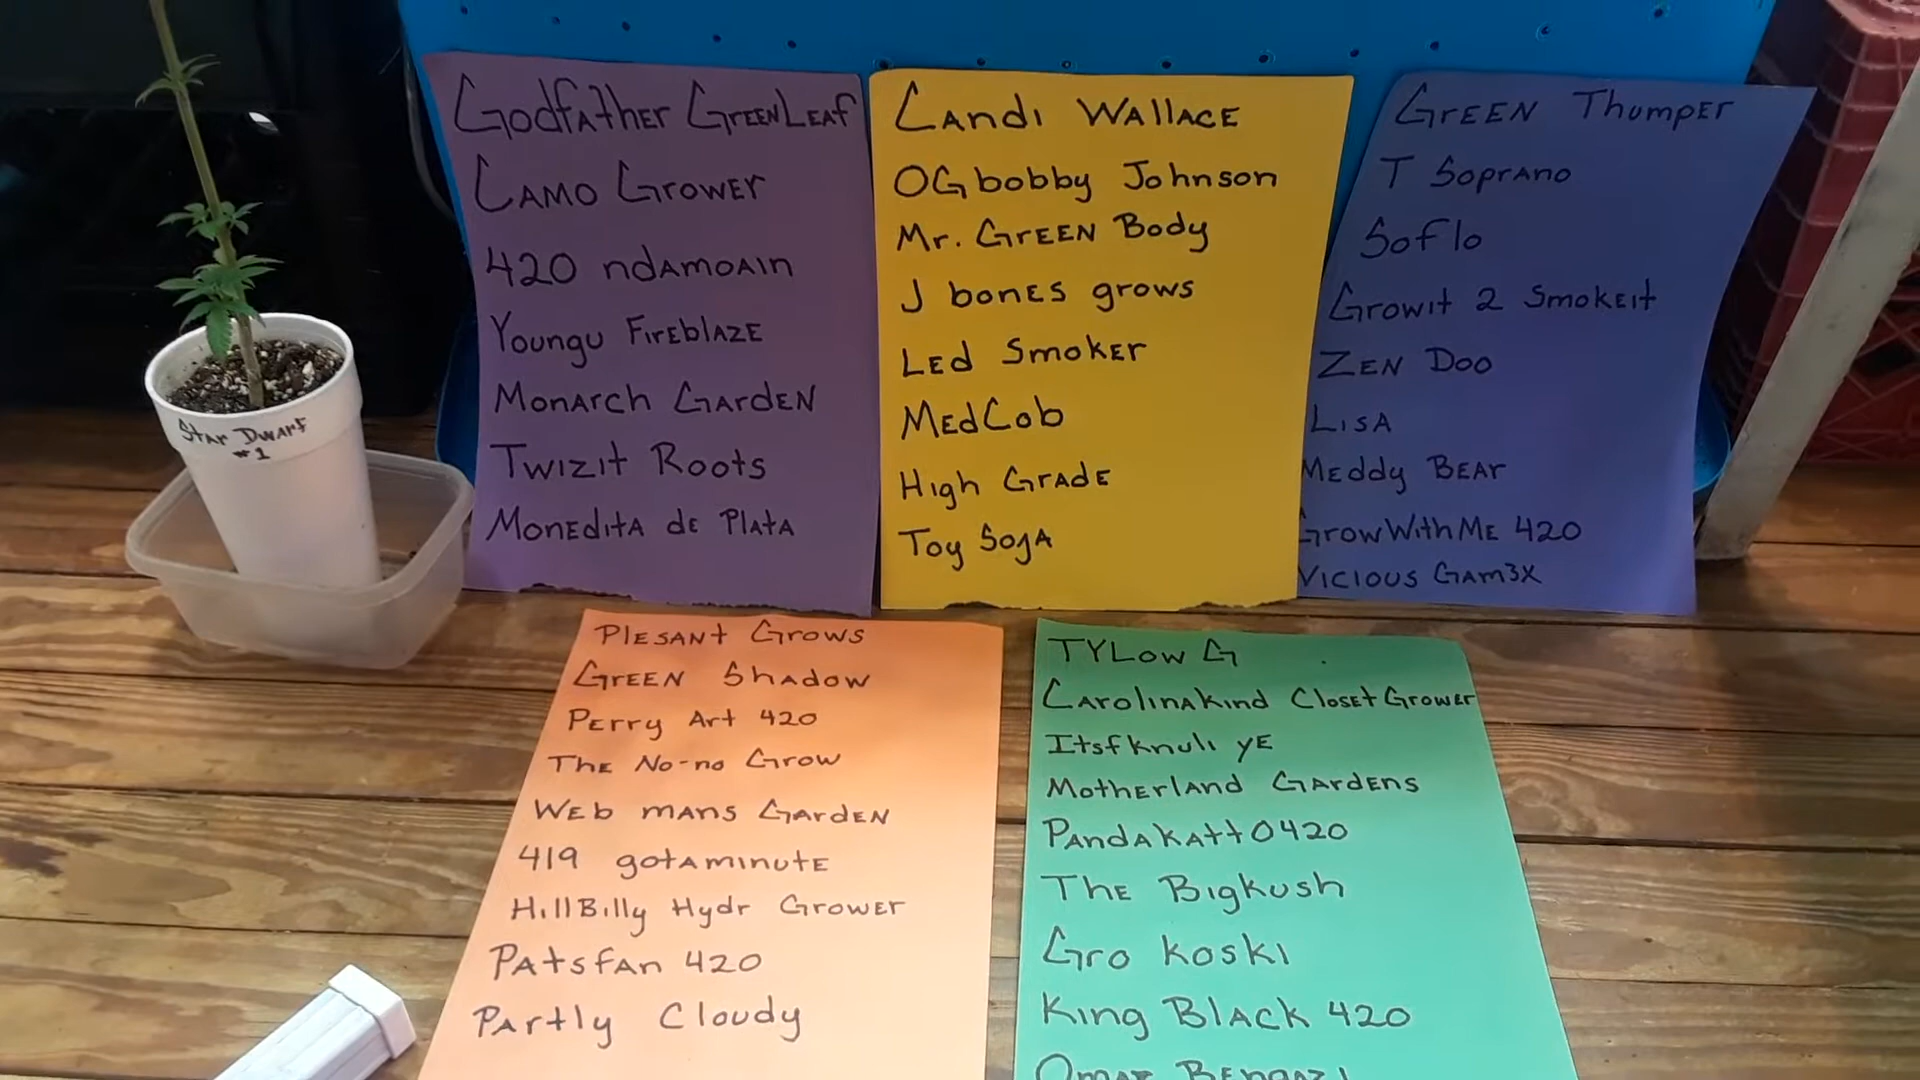 Godfather GreenLeaf
Camo Grower
420 ndamoain
Youngu Fireblaze
Monarch Garden
Twizit Roots
Monedita de Plata
Candi Wallace
OGbobby Johnson
Mr. Green Body
J bones grows
Led Smoker
MedCob
High Grade
Toy Soja
Green Thumper
T Soprano
Soflo
Growit 2 Smokeit
Zen Doo
Lisa
Meddy Bear
GrowWithMe 420
Vicious Gam3x
Star Dwarf
#1
Plesant Grows
Green Shadow
Perry Art 420
The No-no Grow
Web mans Garden
419 gotaminute
HillBilly Hydr Grower
Patsfan 420
Partly Cloudy
TYLow G
Carolinakind ClosetGrower
Itsfknuli ye
Motherland Gardens
Pandakatt0420
The Bigkush
Gro Koski
King Black 420
Omar